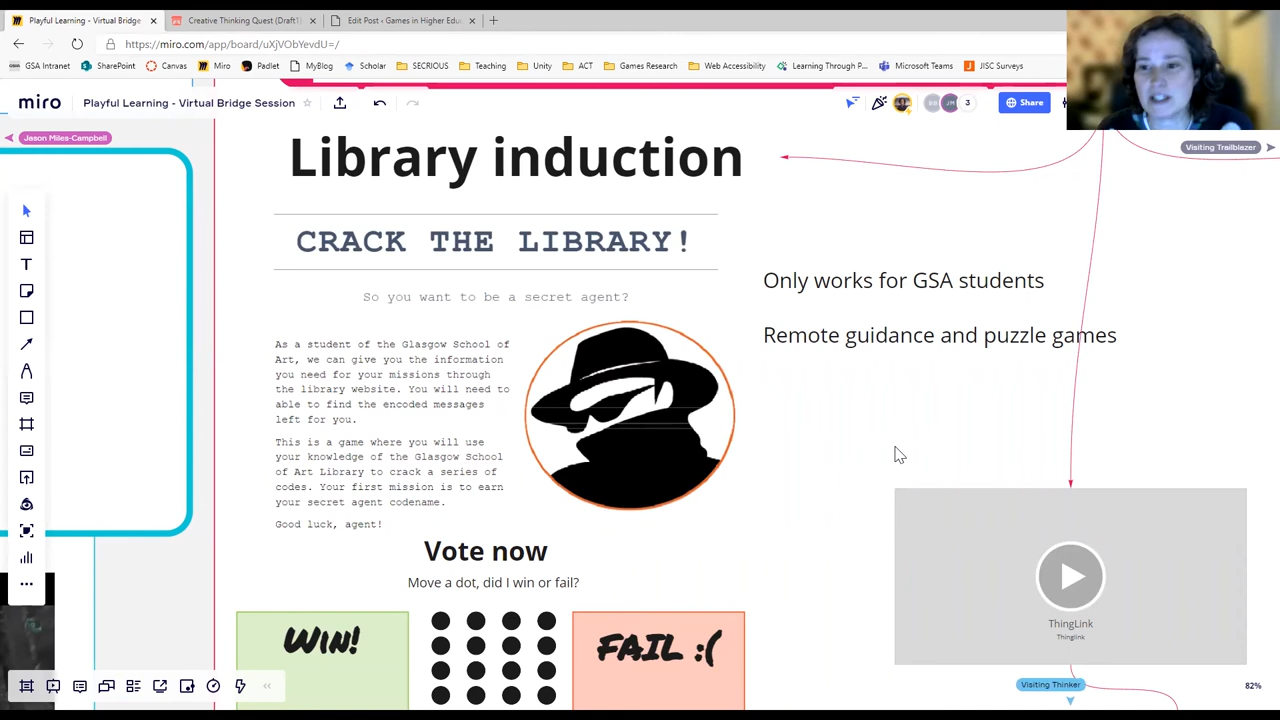 Playful Learning - Virtual Bridge
Creative Thinking Quest (Draft1)
Edit Post ‹ Games in Higher Educ
https://miro.com/app/board/uXjVObYevdU=/
GSA Intranet SharePoint Canvas Miro Padlet MyBlog Scholar SECRIOUS Teaching Unity ACT Games Research Web Accessibility Learning Through P... Microsoft Teams JISC Surveys
miro Playful Learning - Virtual Bridge Session 3 Share
Jason Miles-Campbell
Visiting Trailblazer
Library induction
CRACK THE LIBRARY!
So you want to be a secret agent?
As a student of the Glasgow School of
Art, we can give you the information
you need for your missions through
the library website. You will need to
able to find the encoded messages
left for you.
This is a game where you will use
your knowledge of the Glasgow School
of Art Library to crack a series of
codes. Your first mission is to earn
your secret agent codename.
Good luck, agent!
Only works for GSA students
Remote guidance and puzzle games
Vote now
Move a dot, did I win or fail?
WIN!
FAIL :(
ThingLink
Thinglink
Visiting Thinker
82%